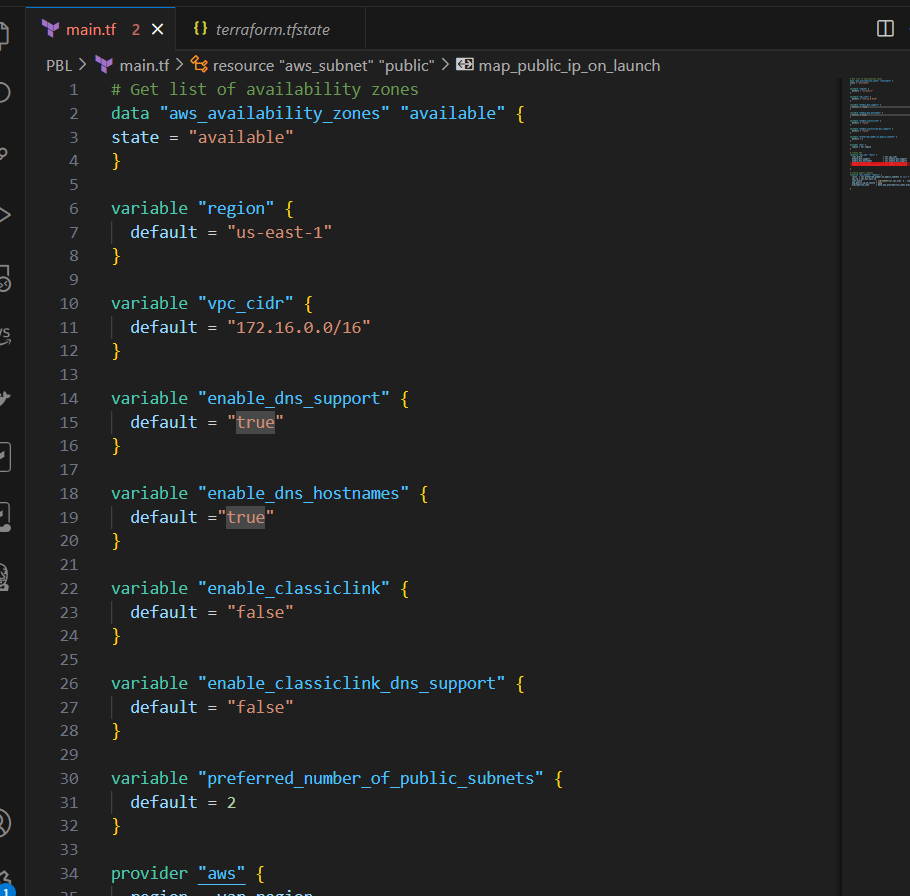 main.tf 2 terraform.tfstate
PBL > main.tf > resource "aws_subnet" "public" > map_public_ip_on_launch
1 # Get list of availability zones
2 data "aws_availability_zones" "available" {
3 state = "available"
4 }
5
6 variable "region" {
7 default = "us-east-1"
8 }
9
10 variable "vpc_cidr" {
11 default = "172.16.0.0/16"
12 }
13
14 variable "enable_dns_support" {
15 default = "true"
16 }
17
18 variable "enable_dns_hostnames" {
19 default ="true"
20 }
21
22 variable "enable_classiclink" {
23 default = "false"
24 }
25
26 variable "enable_classiclink_dns_support" {
27 default = "false"
28 }
29
30 variable "preferred_number_of_public_subnets" {
31 default = 2
32 }
33
34 provider "aws" {
35 region = var.region
1